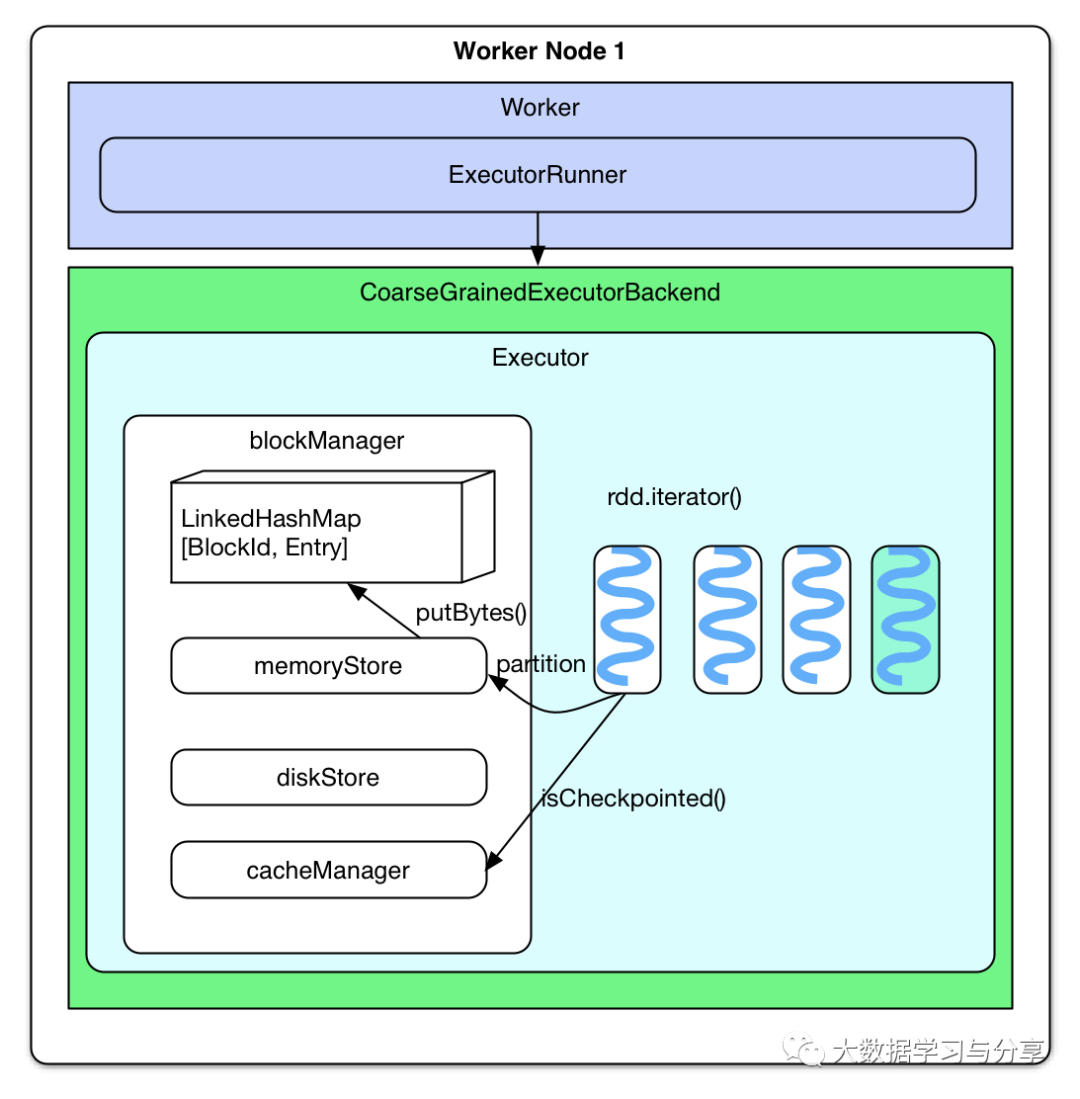 Worker Node 1
Worker
ExecutorRunner
CoarseGrainedExecutorBackend
Executor
blockManager
LinkedHashMap
[BlockId, Entry]
rdd.iterator()
putBytes()
memoryStore
partition
diskStore
isCheckpointed()
cacheManager
大数据学习与分享